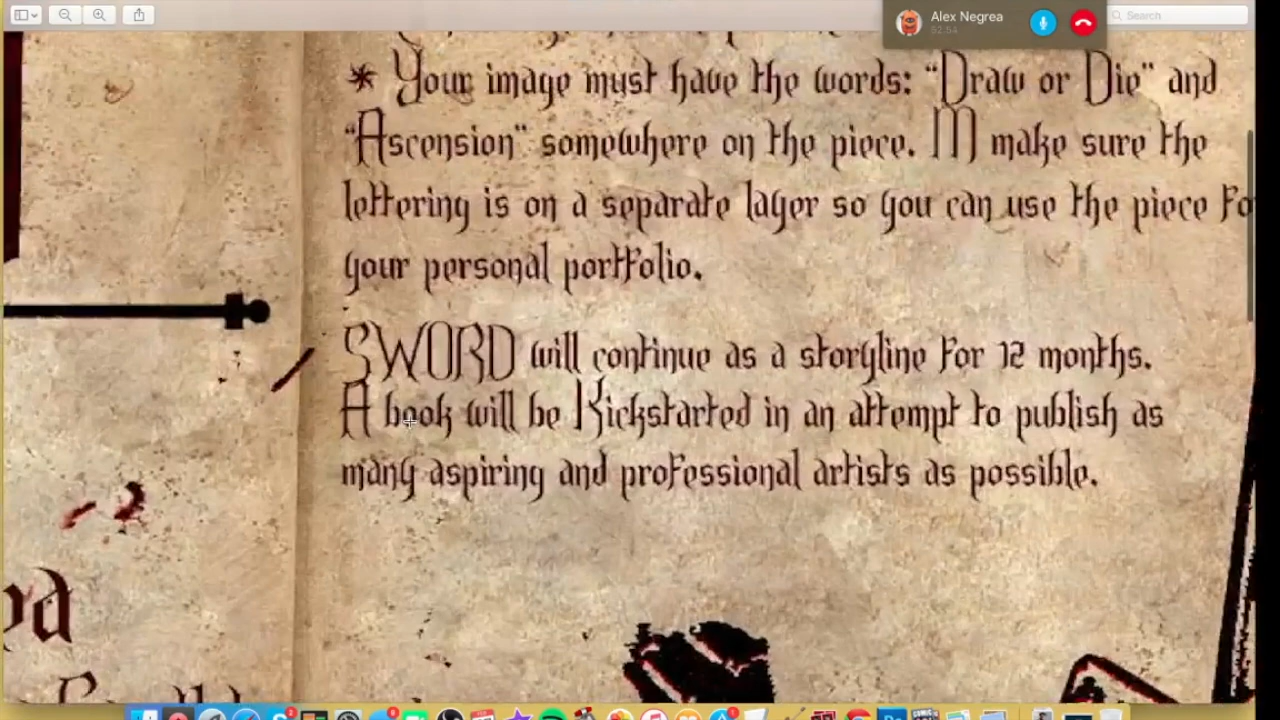 Alex Negrea
52:54
Search
* Your image must have the words: “Draw or Die” and
“Ascension” somewhere on the piece. M make sure the
lettering is on a separate layer so you can use the piece fo
your personal portfolio.
SWORD will continue as a storyline for 12 months.
A book will be Kickstarted in an attempt to publish as
many aspiring and professional artists as possible.